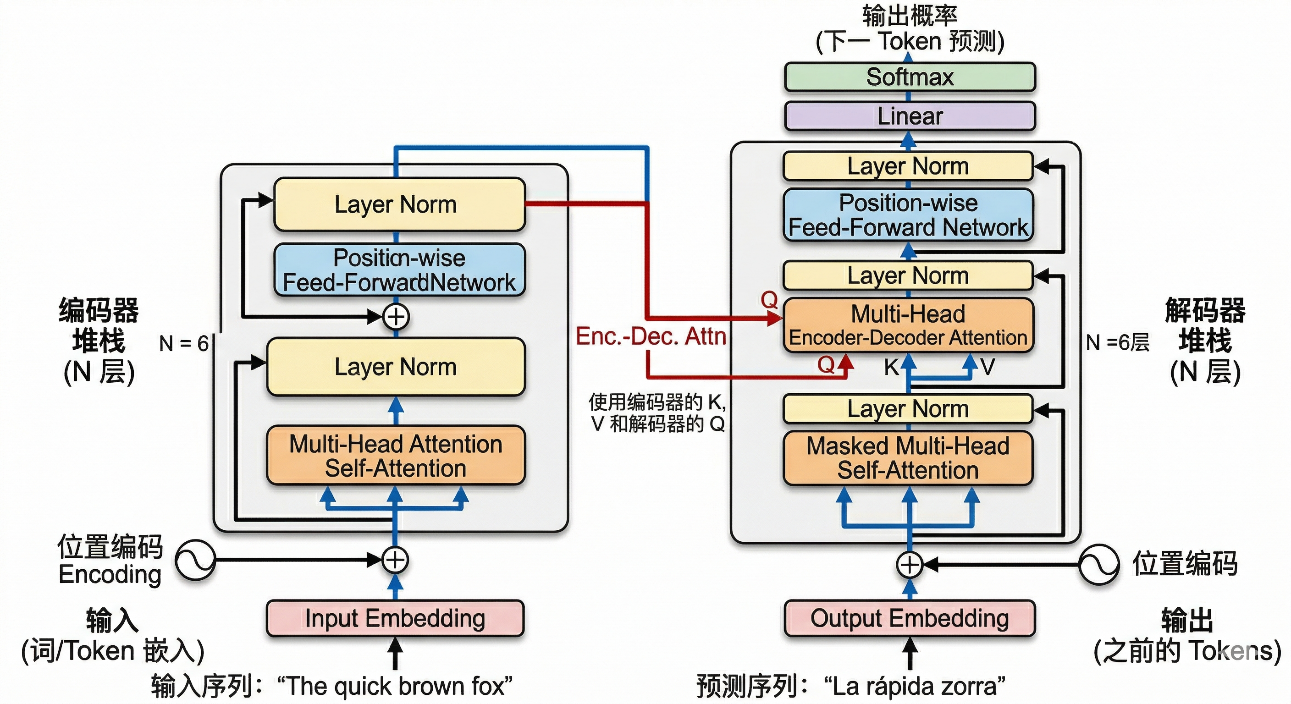 输出概率
(下一 Token 预测)
Softmax
Linear
Layer Norm
Position-wise
Feed-Forward Network
Layer Norm
Q
Multi-Head
Encoder-Decoder Attention
Q
K
V
Layer Norm
Masked Multi-Head
Self-Attention
Output Embedding
解码器
堆栈
(N 层)
N =6层
位置编码
输出
(之前的 Tokens)
预测序列：“La rápida zorra”
Layer Norm
Position-wise
Feed-ForwardNetwork
Layer Norm
Multi-Head Attention
Self-Attention
Input Embedding
编码器
堆栈
(N 层)
N = 6
Enc.-Dec. Attn
使用编码器的 K,
V 和解码器的 Q
位置编码
Encoding
输入
(词/Token 嵌入)
输入序列：“The quick brown fox”